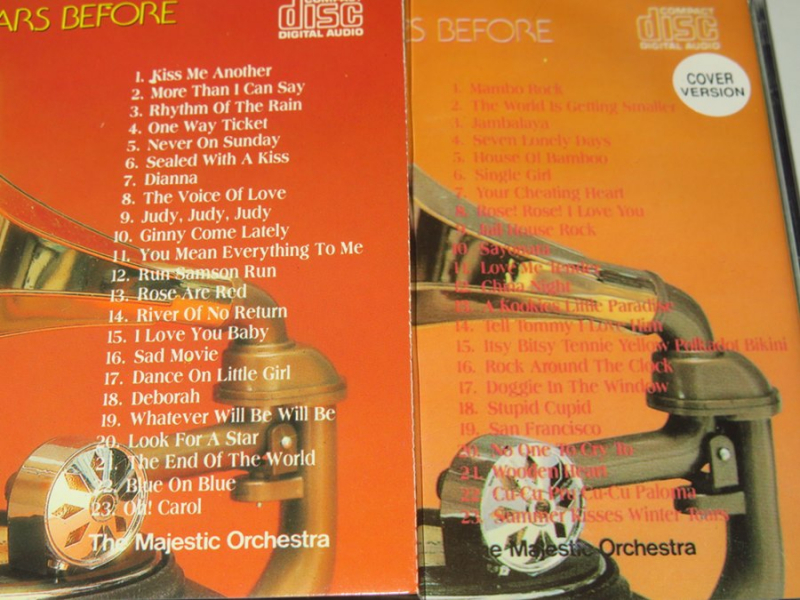 ARS BEFORE
COMPACT
disc
DIGITAL AUDIO
1. Kiss Me Another
2. More Than I Can Say
3. Rhythm Of The Rain
4. One Way Ticket
5. Never On Sunday
6. Sealed With A Kiss
7. Dianna
8. The Voice Of Love
9. Judy, Judy, Judy
10. Ginny Come Lately
11. You Mean Everything To Me
12. Run Samson Run
13. Rose Are Red
14. River Of No Return
15. I Love You Baby
16. Sad Movie
17. Dance On Little Girl
18. Deborah
19. Whatever Will Be Will Be
20. Look For A Star
21. The End Of The World
22. Blue On Blue
23. Oh! Carol
The Majestic Orchestra
S BEFORE
COMPACT
disc
DIGITAL AUDIO
COVER
VERSION
1. Mambo Rock
2. The World Is Getting Smaller
3. Jambalaya
4. Seven Lonely Days
5. House Of Bamboo
6. Single Girl
7. Your Cheating Heart
8. Rose! Rose! I Love You
9. Jail House Rock
10. Sayonara
11. Love Me Tender
12. China Night
13. A Kookies Little Paradise
14. Tell Tommy I Love Him
15. Itsy Bitsy Tennie Yellow Polkadot Bikini
16. Rock Around The Clock
17. Doggie In The Window
18. Stupid Cupid
19. San Francisco
20. No One To Cry To
21. Wooden Heart
22. Cu-Cu Cu-Cu Paloma
23. Summer Kisses Winter Tears
The Majestic Orchestra